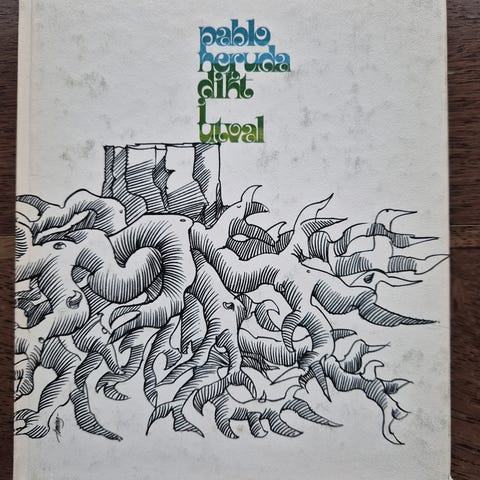 pablo
neruda
dikt
i
utval